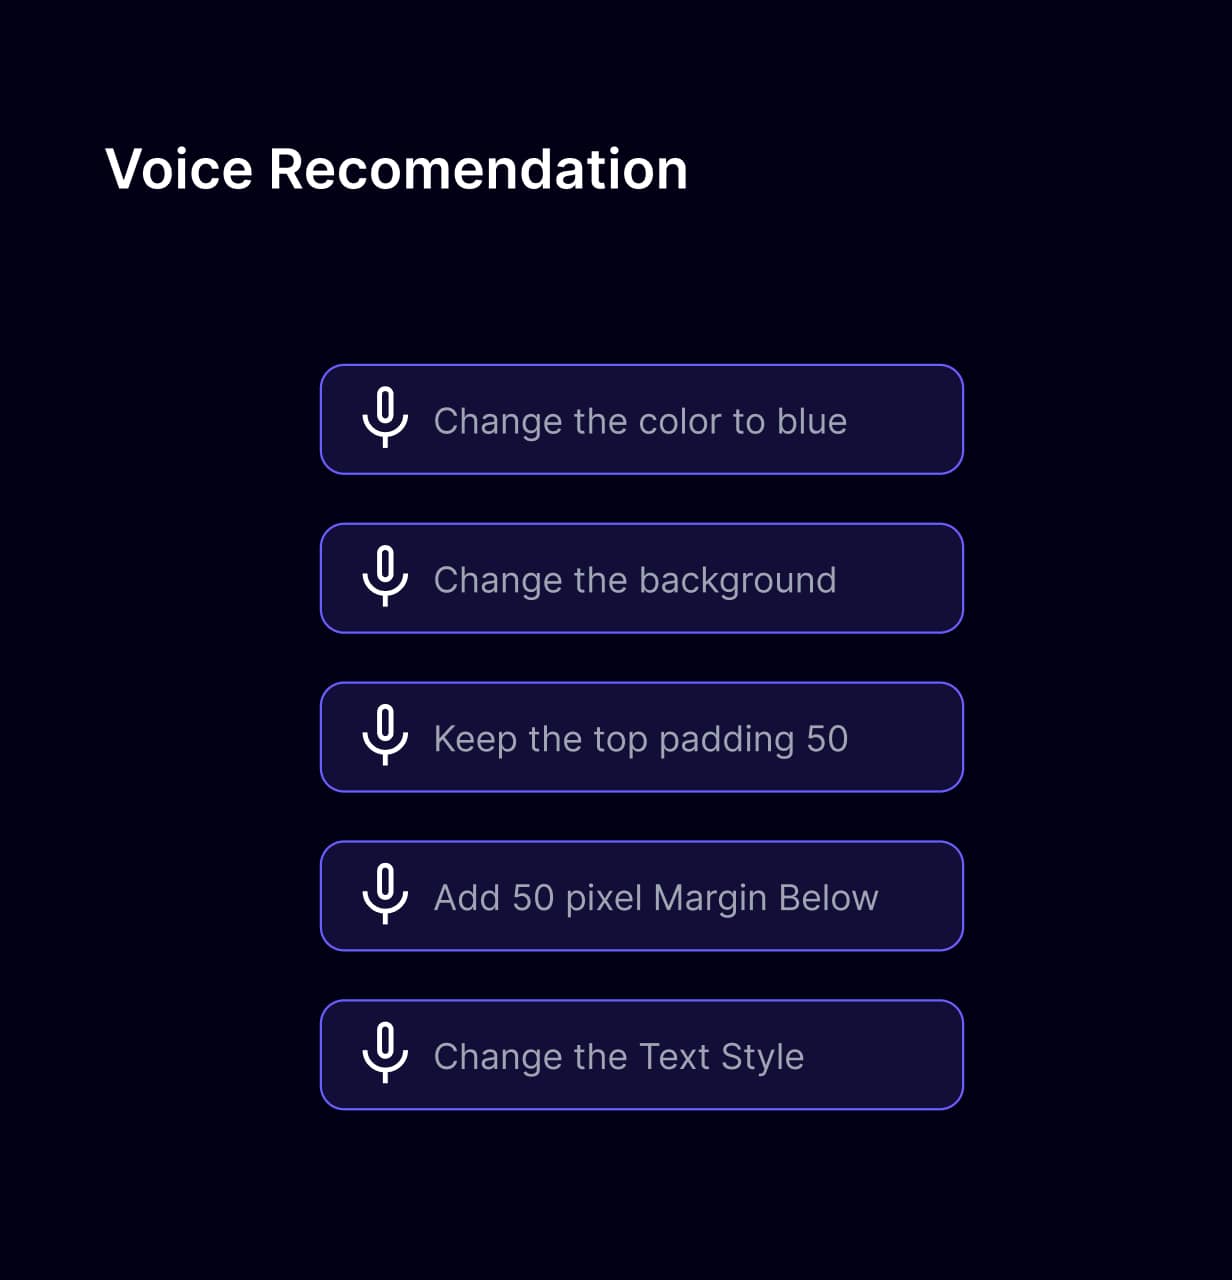 Voice Recomendation
Change the color to blue
Change the background
Keep the top padding 50
Add 50 pixel Margin Below
Change the Text Style